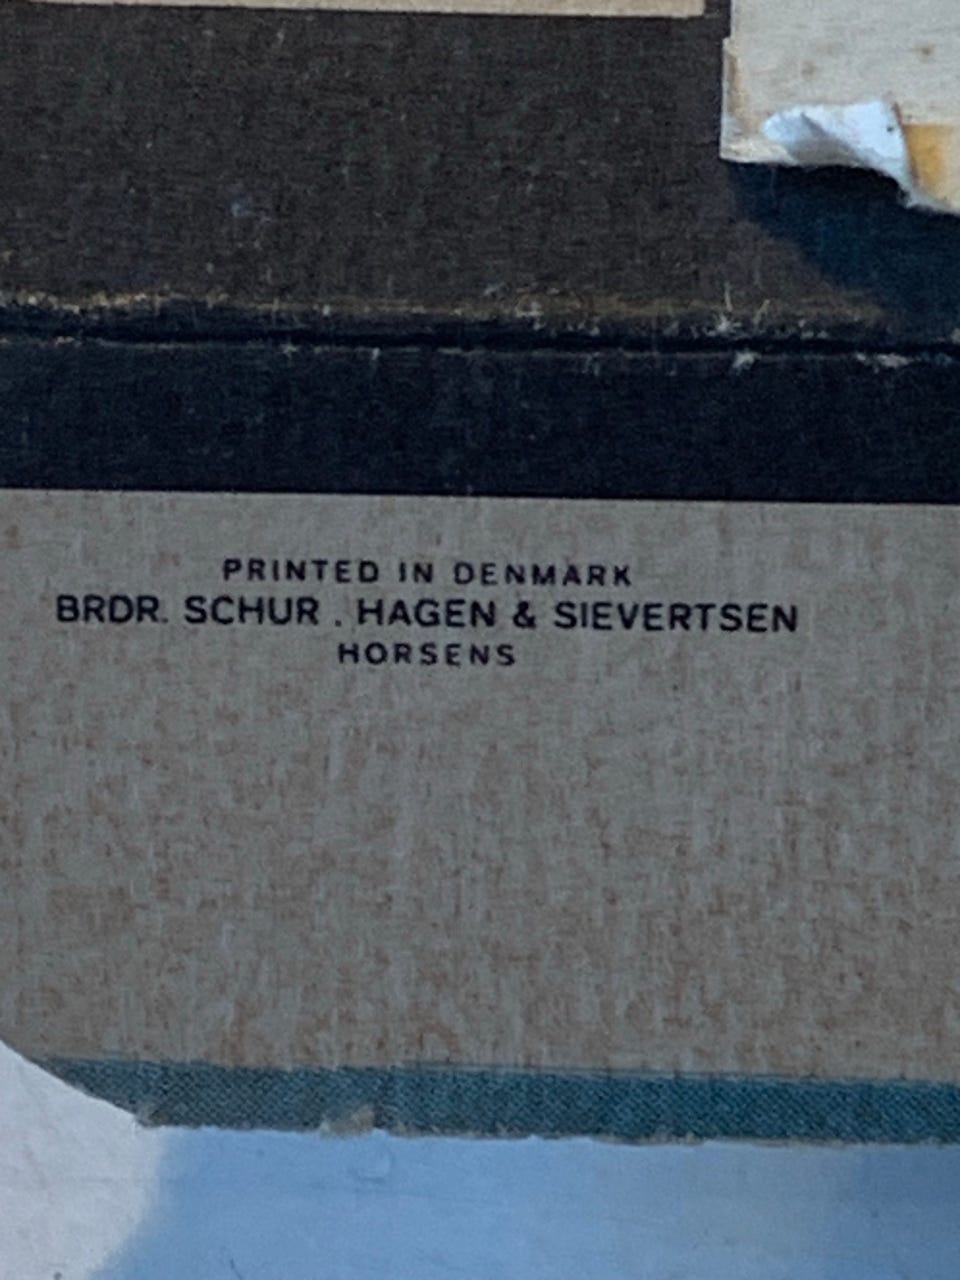 PRINTED IN DENMARK
BRDR. SCHUR . HAGEN & SIEVERTSEN
HORSENS